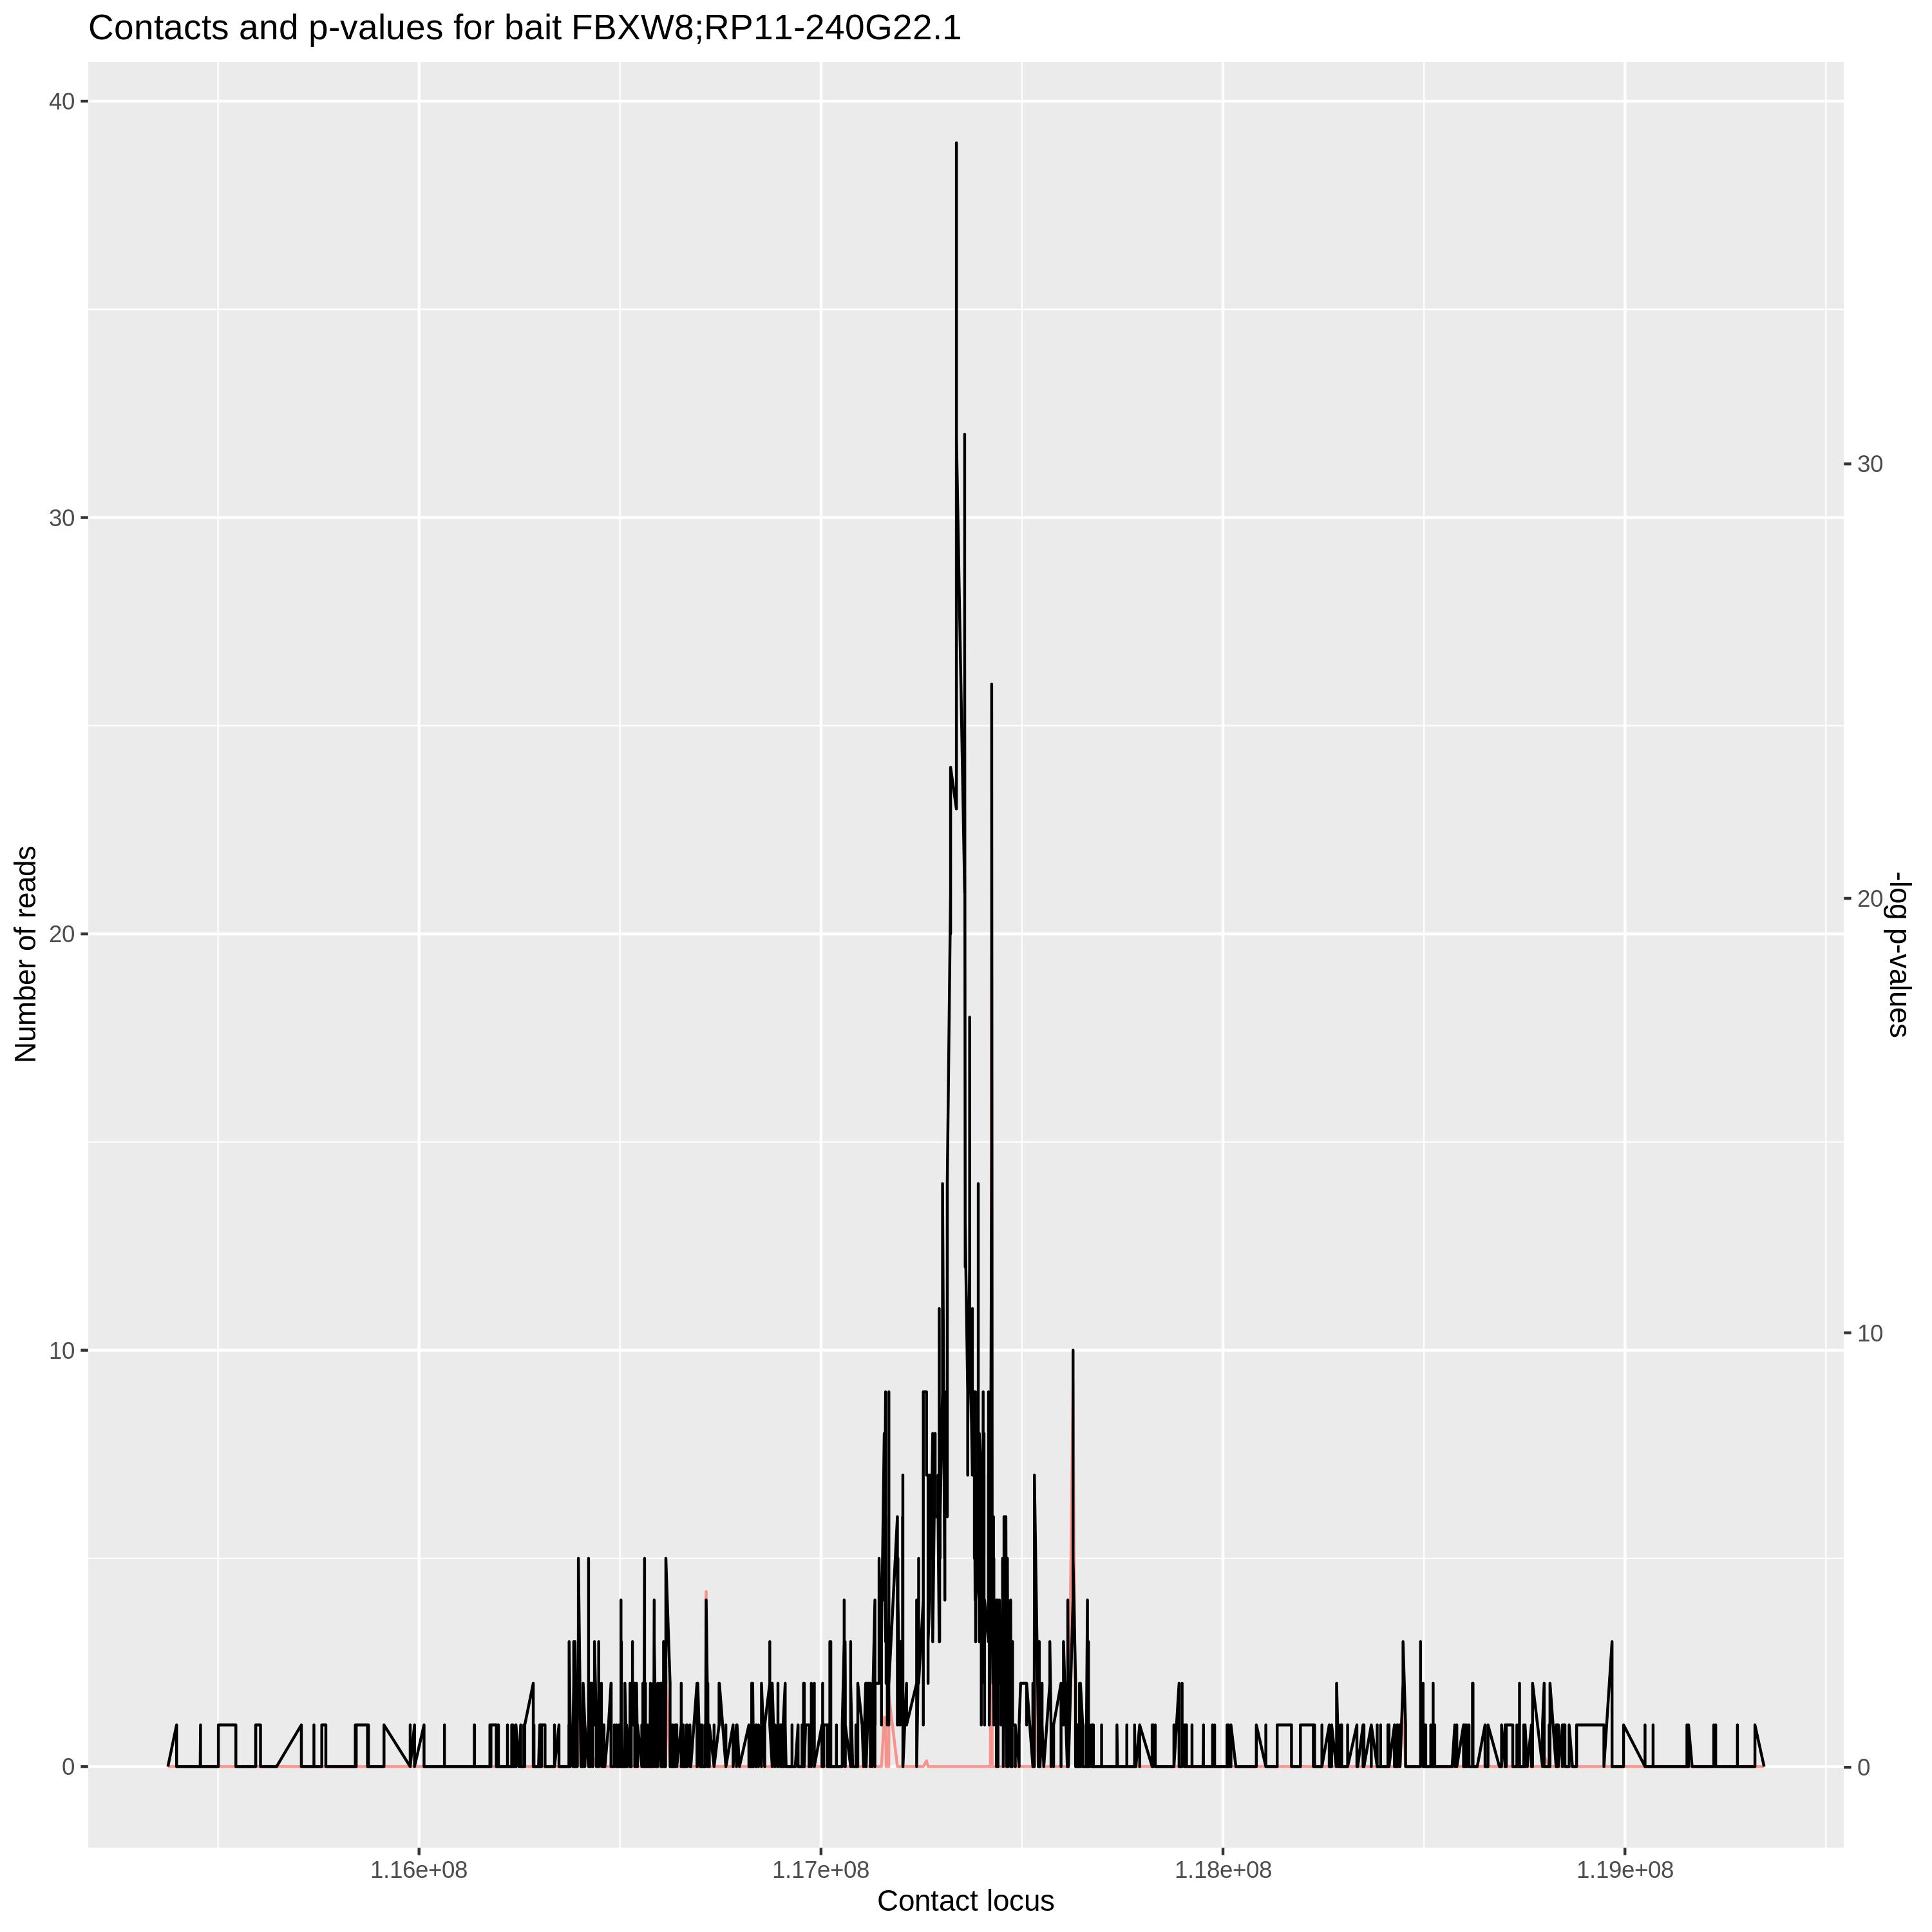 Contacts and p-values for bait FBXW8;RP11-240G22.1
40
30
20
10
0
Number of reads
30
20
10
0
-log p-values
1.16e+08
1.17e+08
1.18e+08
1.19e+08
Contact locus